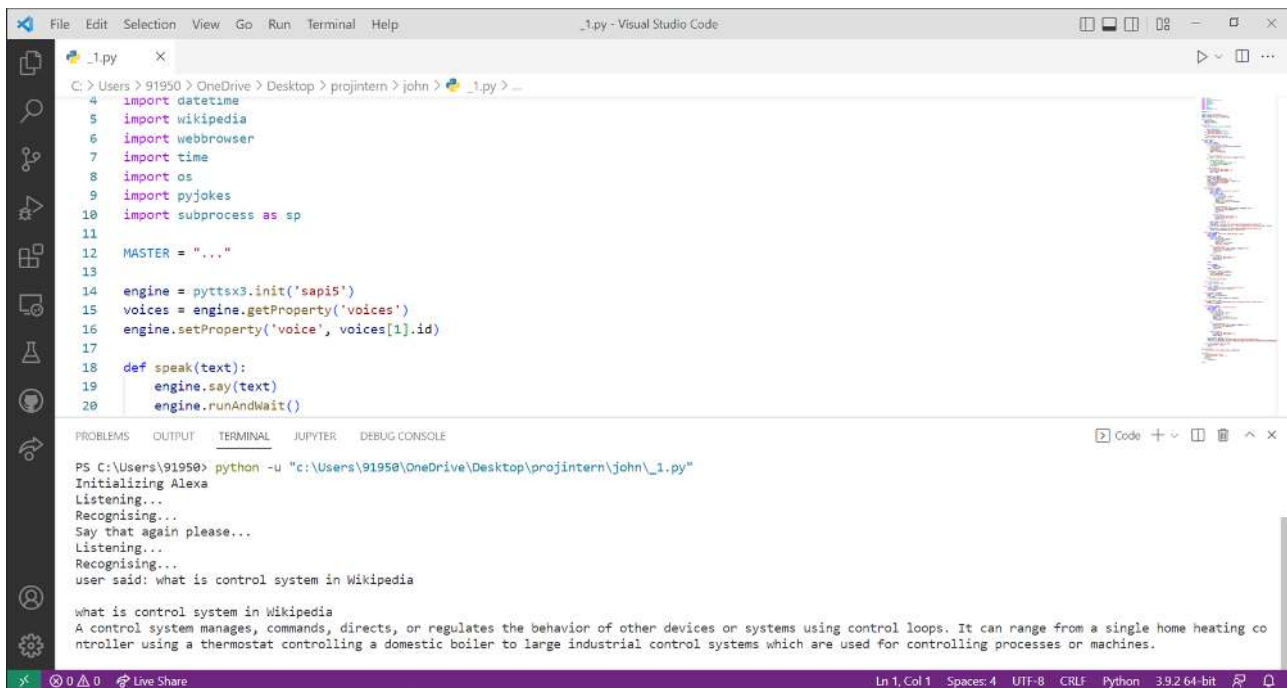 File Edit Selection View Go Run Terminal Help _1.py - Visual Studio Code
_1.py
C: > Users > 91950 > OneDrive > Desktop > projintern > john > _1.py > ...
4 import datetime
5 import wikipedia
6 import webbrowser
7 import time
8 import os
9 import pyjokes
10 import subprocess as sp
11
12 MASTER = "..."
13
14 engine = pyttsx3.init('sapi5')
15 voices = engine.getProperty('voices')
16 engine.setProperty('voice', voices[1].id)
17
18 def speak(text):
19 engine.say(text)
20 engine.runAndWait()
PROBLEMS OUTPUT TERMINAL JUPYTER DEBUG CONSOLE Code
PS C:\Users\91950> python -u "c:\Users\91950\OneDrive\Desktop\projintern\john\_1.py"
Initializing Alexa
Listening...
Recognising...
Say that again please...
Listening...
Recognising...
user said: what is control system in Wikipedia
what is control system in Wikipedia
A control system manages, commands, directs, or regulates the behavior of other devices or systems using control loops. It can range from a single home heating co
ntroller using a thermostat controlling a domestic boiler to large industrial control systems which are used for controlling processes or machines.
0 0 Live Share Ln 1, Col 1 Spaces: 4 UTF-8 CRLF Python 3.9.2 64-bit